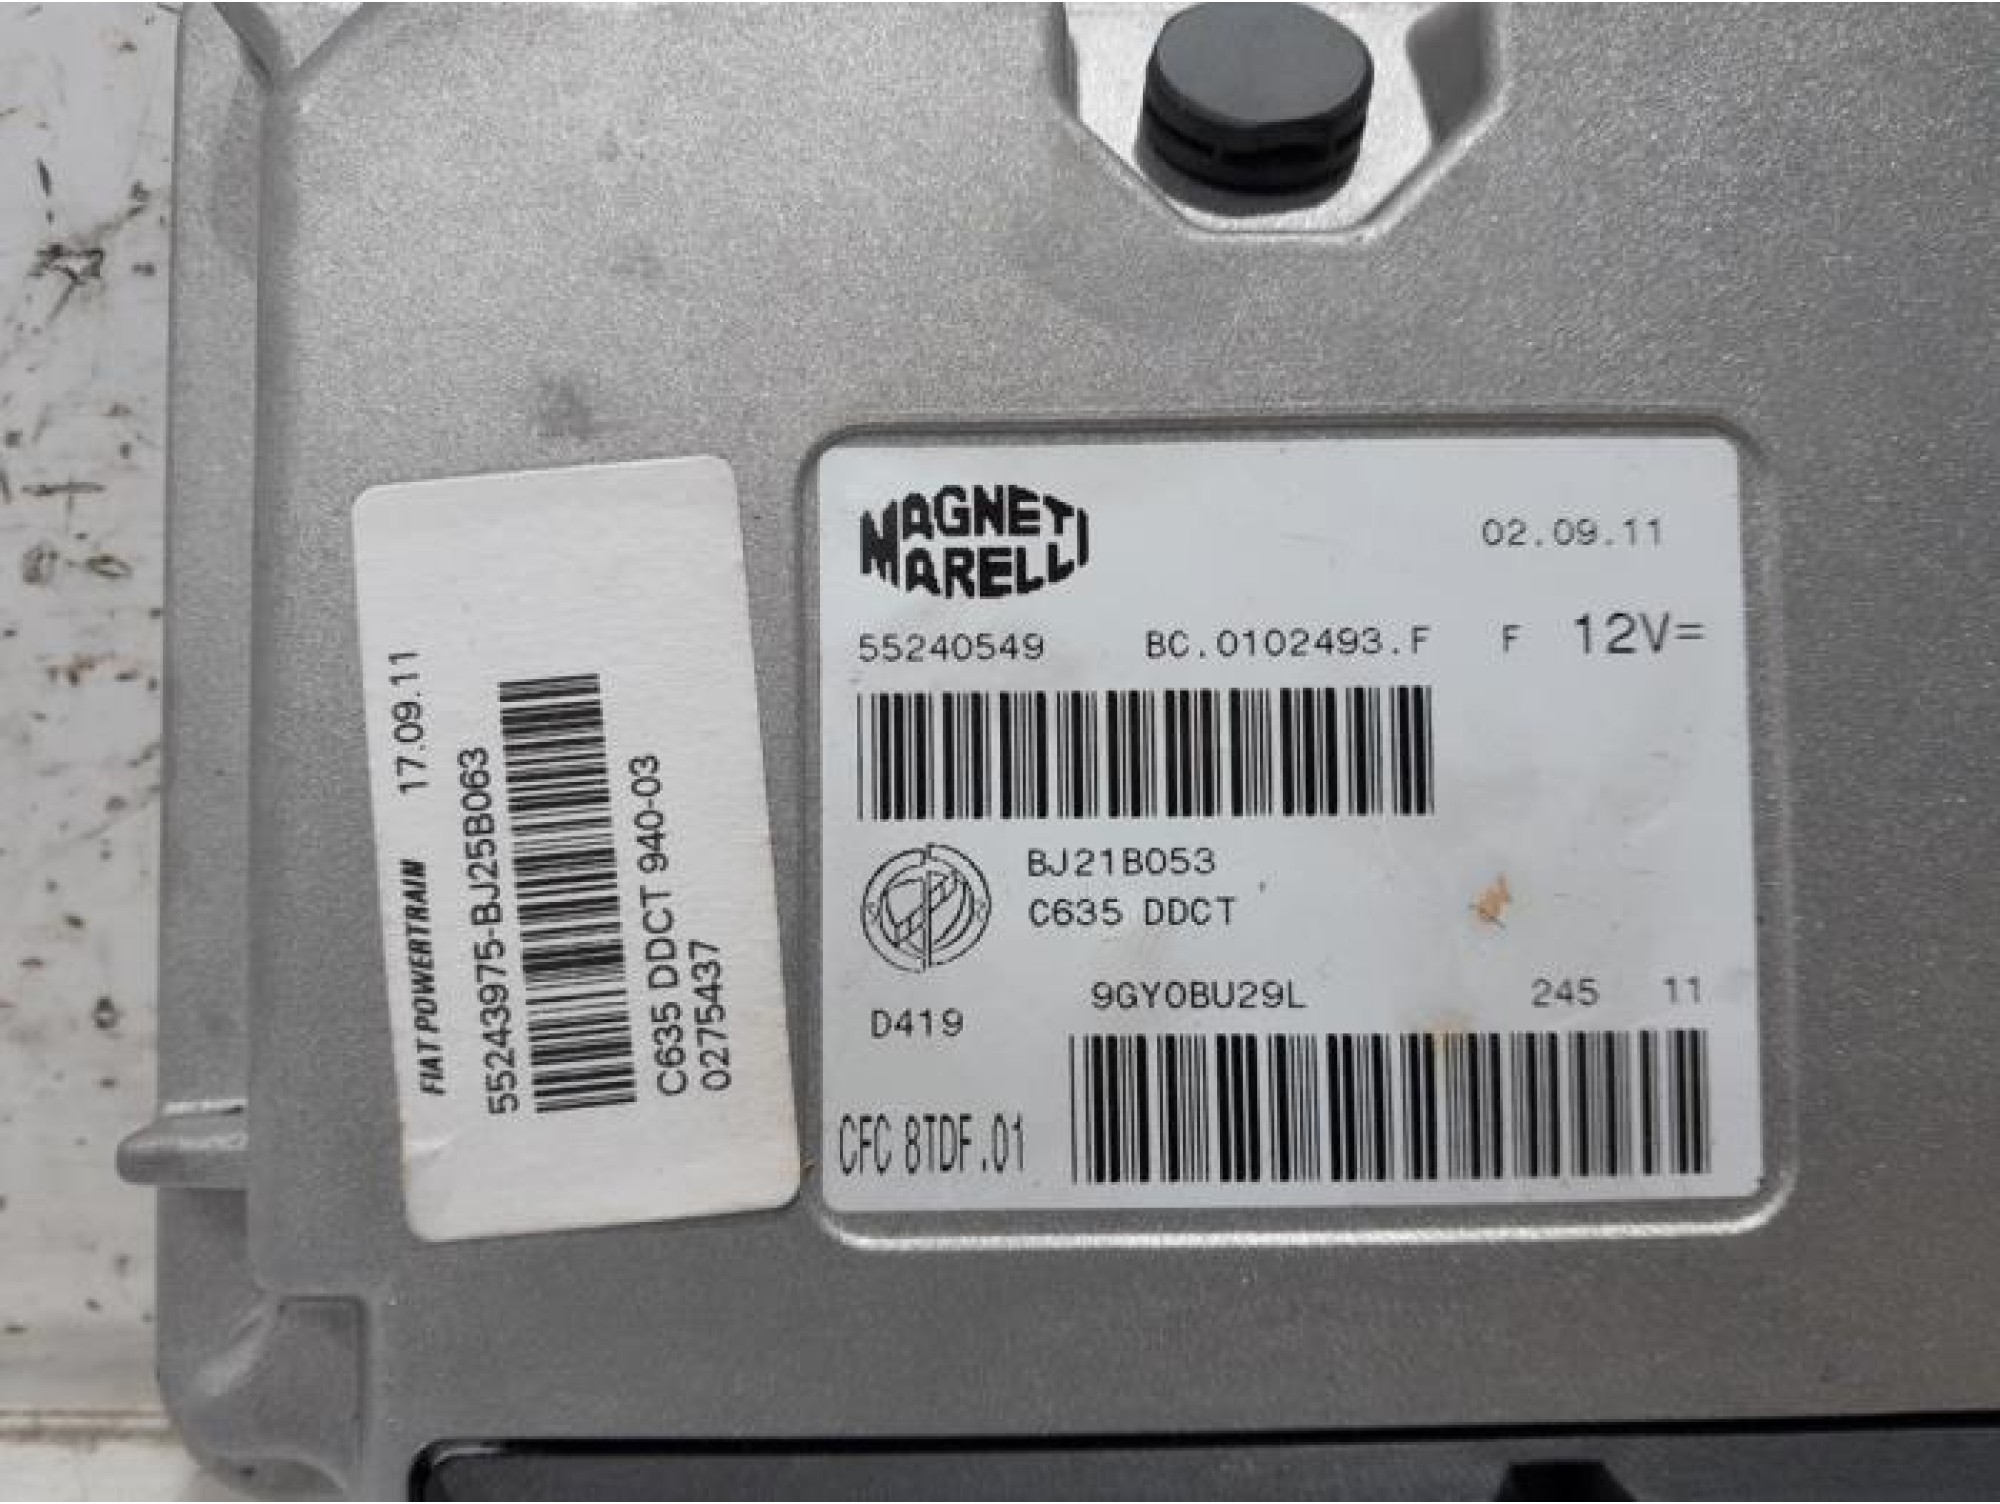 FIAT POWERTRAIN 17.09.11
55243975-BJ25B063
C635 DDCT 940-03
02754437
MAGNETI
MARELLI
02.09.11
55240549 BC.0102493.F F 12V=
BJ21B053
C635 DDCT
9GY0BU29L 245 11
D419
CFC 8TDF.01